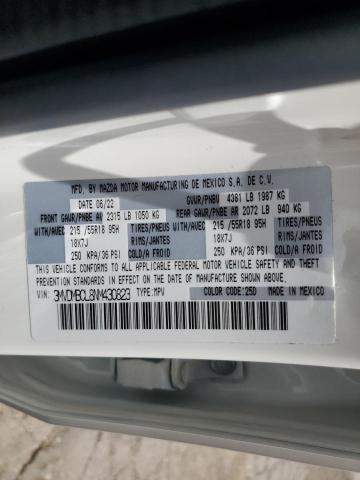 MFD. BY MAZDA MOTOR MANUFACTURING DE MEXICO S.A. DE C.V.
DATE 06/22 GVWR/PNBV 4381 LB 1987 KG
FRONT GAWR/PNBE AV 2315 LB 1050 KG REAR GAWR/PNBE AR 2072 LB 940 KG
WITH/AVEC 215/55R18 95H TIRES/PNEUS WITH/AVEC 215/55R18 95H TIRES/PNEUS
18X7J RIMS/JANTES 18X7J RIMS/JANTES
250 KPA/36 PSI COLD/A FROID 250 KPA/36 PSI COLD/A FROID
THIS VEHICLE CONFORMS TO ALL APPLICABLE FEDERAL MOTOR VEHICLE SAFETY AND THEFT
PREVENTION STANDARDS IN EFFECT ON THE DATE OF MANUFACTURE SHOWN ABOVE.
VIN: 3MVDMBCL8NM430823 TYPE:MPV COLOR CODE:25D MADE IN MEXICO